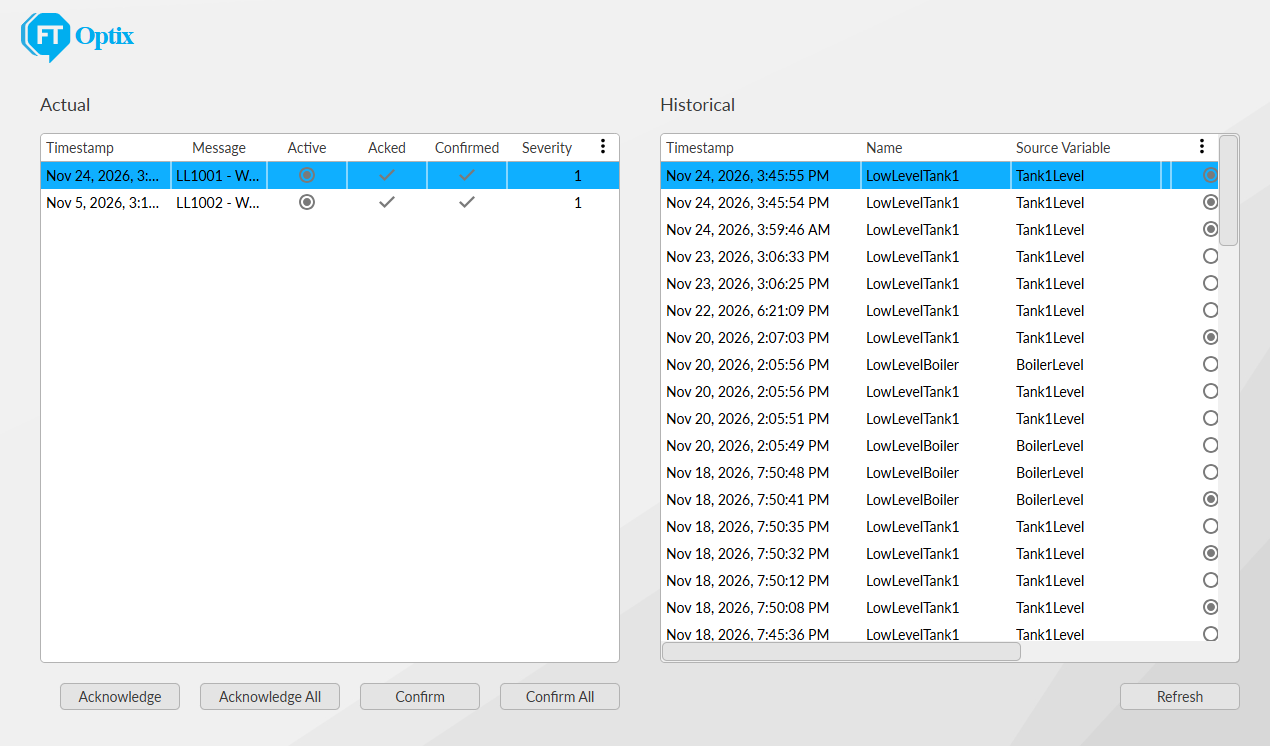 FT Optix
Actual
Timestamp Message Active Acked Confirmed Severity
Nov 24, 2026, 3:... LL1001 - W... 1
Nov 5, 2026, 3:1... LL1002 - W... 1
Acknowledge Acknowledge All Confirm Confirm All
Historical
Timestamp Name Source Variable
Nov 24, 2026, 3:45:55 PM LowLevelTank1 Tank1Level
Nov 24, 2026, 3:45:54 PM LowLevelTank1 Tank1Level
Nov 24, 2026, 3:59:46 AM LowLevelTank1 Tank1Level
Nov 23, 2026, 3:06:33 PM LowLevelTank1 Tank1Level
Nov 23, 2026, 3:06:25 PM LowLevelTank1 Tank1Level
Nov 22, 2026, 6:21:09 PM LowLevelTank1 Tank1Level
Nov 20, 2026, 2:07:03 PM LowLevelTank1 Tank1Level
Nov 20, 2026, 2:05:56 PM LowLevelBoiler BoilerLevel
Nov 20, 2026, 2:05:56 PM LowLevelTank1 Tank1Level
Nov 20, 2026, 2:05:51 PM LowLevelTank1 Tank1Level
Nov 20, 2026, 2:05:49 PM LowLevelBoiler BoilerLevel
Nov 18, 2026, 7:50:48 PM LowLevelBoiler BoilerLevel
Nov 18, 2026, 7:50:41 PM LowLevelBoiler BoilerLevel
Nov 18, 2026, 7:50:35 PM LowLevelTank1 Tank1Level
Nov 18, 2026, 7:50:32 PM LowLevelTank1 Tank1Level
Nov 18, 2026, 7:50:12 PM LowLevelTank1 Tank1Level
Nov 18, 2026, 7:50:08 PM LowLevelTank1 Tank1Level
Nov 18, 2026, 7:45:36 PM LowLevelTank1 Tank1Level
Refresh